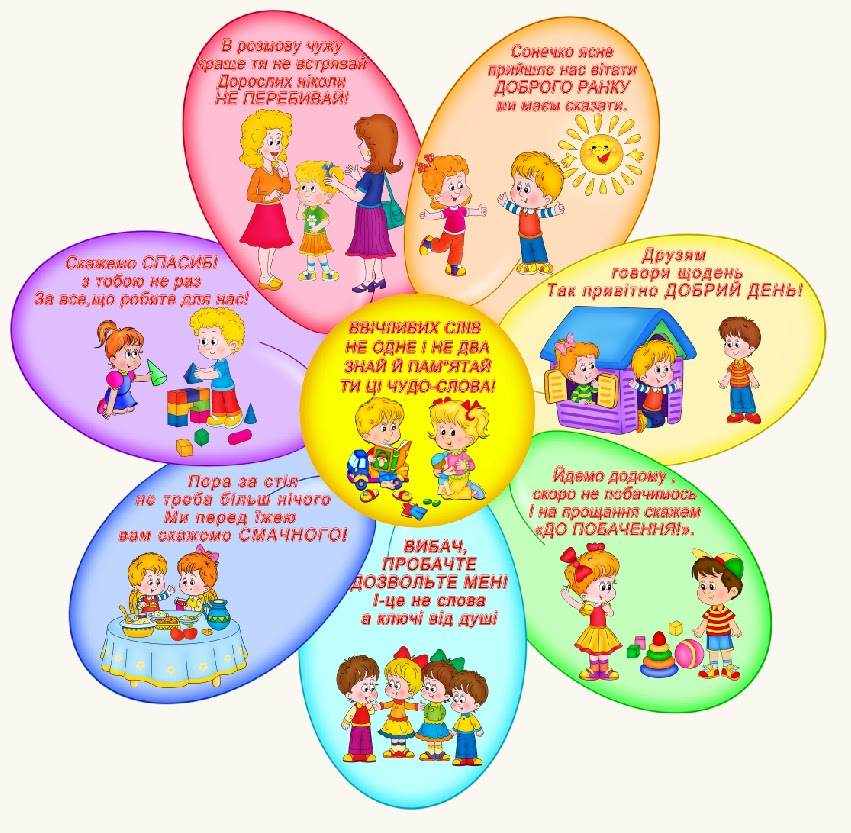 В розмову чужу
краще ти не встрявай
Дорослих ніколи
НЕ ПЕРЕБИВАЙ!
Сонечко ясне
прийшло нас вітати
ДОБРОГО РАНКУ
ми маєм сказати.
Друзям
говори щодень
Так привітно ДОБРИЙ ДЕНЬ!
Йдемо додому ,
скоро не побачимось
І на прощання скажем
«ДО ПОБАЧЕННЯ!».
ВИБАЧ,
ПРОБАЧТЕ
ДОЗВОЛЬТЕ МЕНІ
І-це не слова
а ключі від душі
Пора за стіл
не треба більш нічого
Ми перед їжею
вам скажемо СМАЧНОГО!
Скажемо СПАСИБІ
з тобою не раз
За все,що робите для нас!
ВВІЧЛИВИХ СЛІВ
НЕ ОДНЕ І НЕ ДВА
ЗНАЙ Й ПАМ"ЯТАЙ
ТИ ЦІ ЧУДО-СЛОВА!